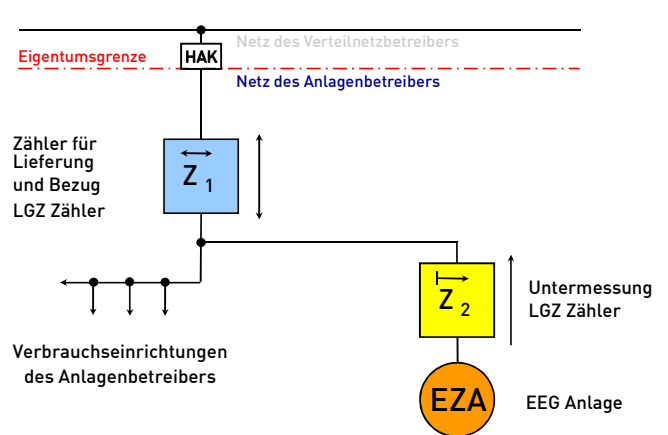 Netz des Verteilnetzbetreibers
Eigentumsgrenze
HAK
Netz des Anlagenbetreibers
Zähler für
Lieferung
und Bezug
LGZ Zähler
Z 1
Z 2
Untermessung
LGZ Zähler
Verbrauchseinrichtungen
des Anlagenbetreibers
EZA
EEG Anlage